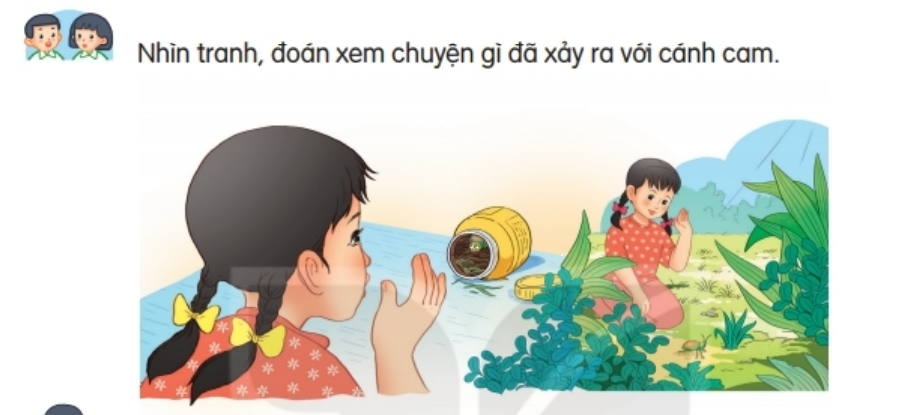 Nhìn tranh, đoán xem chuyện gì đã xảy ra với cánh cam.